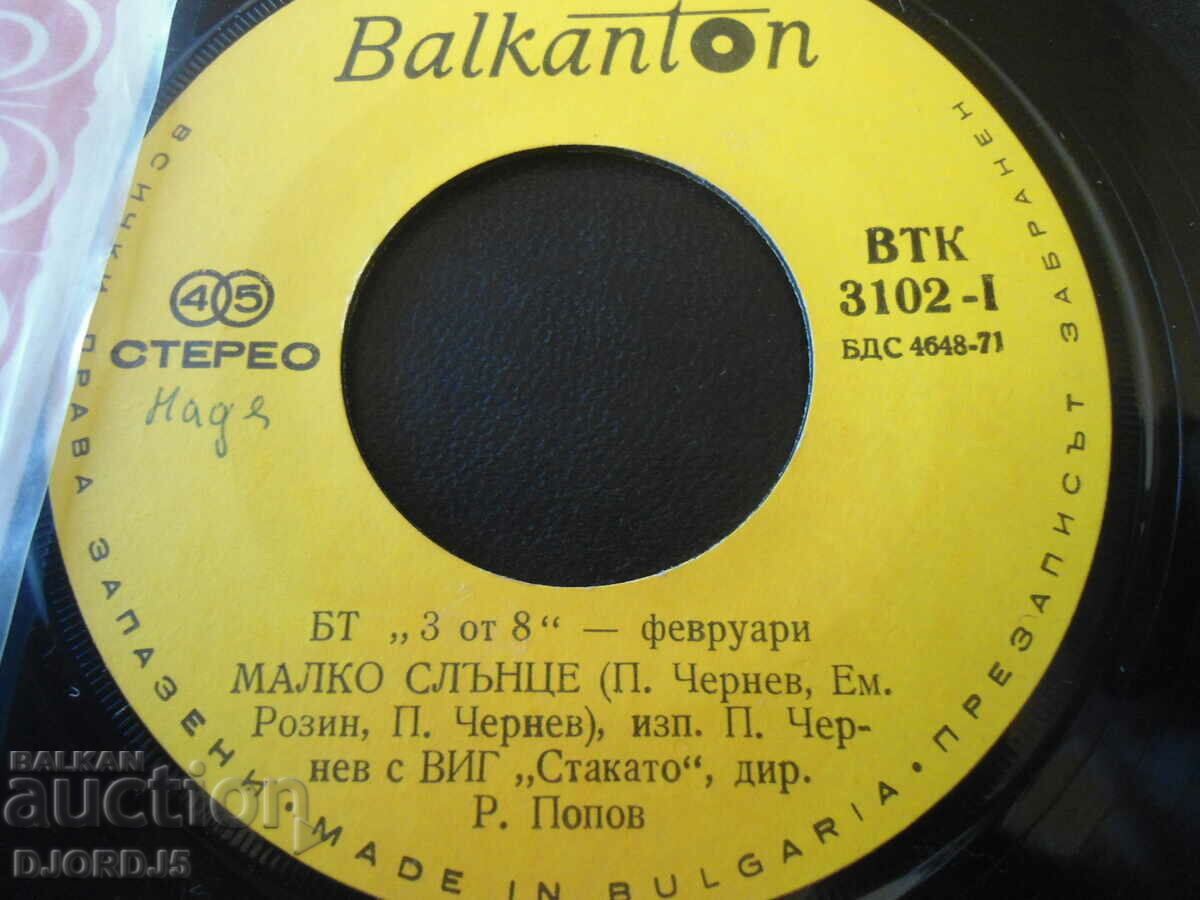 Balkanton
ВСИЧКИ ПРАВА ЗАПАЗЕНИ • MADE IN BULGARIA • ПРЕЗАПИСЪТ ЗАБРАНЕН
45
СТЕРЕО
Надя
ВТК
3102-I
БДС 4648-71
БТ „3 от 8“ — февруари
МАЛКО СЛЪНЦЕ (П. Чернев, Ем.
Розин, П. Чернев), изп. П. Чер-
нев с ВИГ „Стакато“, дир.
Р. Попов
BALKAN
auction
DJORDJ5